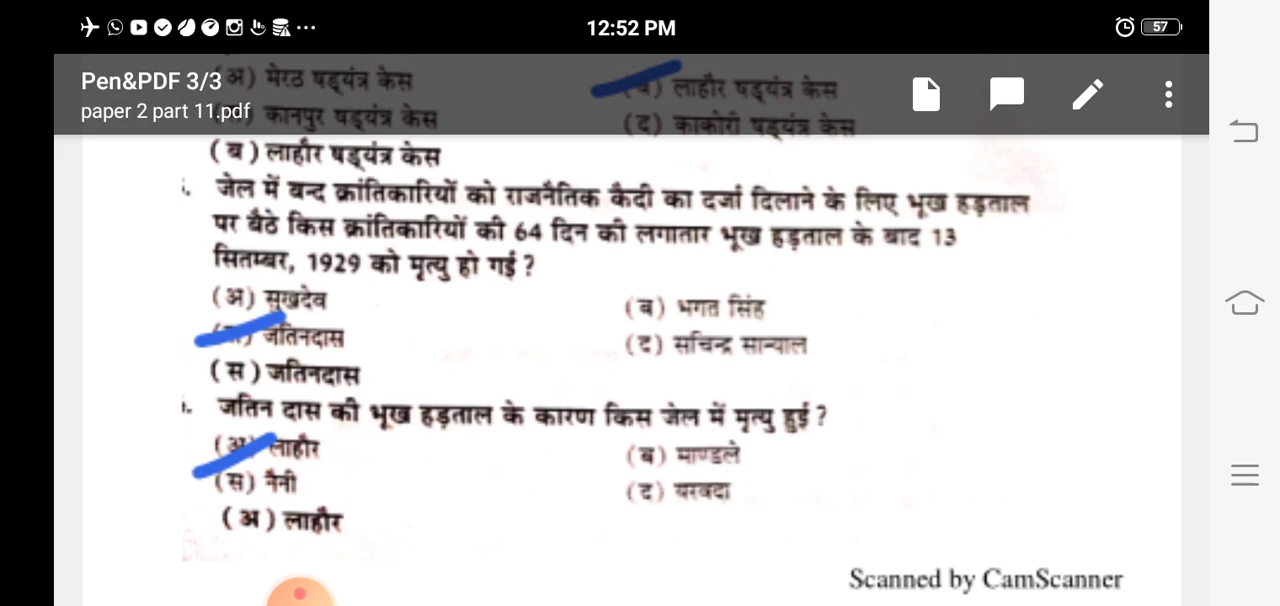 12:52 PM
57
Pen&PDF 3/3
paper 2 part 11.pdf
(अ) मेरठ षड्यंत्र केस
(ब) लाहौर षड्यंत्र केस
कानपुर षड्यंत्र केस
(द) काकोरी षड्यंत्र केस
(ब) लाहौर षड्यंत्र केस
जेल में बन्द क्रांतिकारियों को राजनैतिक कैदी का दर्जा दिलाने के लिए भूख हड़ताल
पर बैठे किस क्रांतिकारियों की 64 दिन की लगातार भूख हड़ताल के बाद 13
सितम्बर, 1929 को मृत्यु हो गई ?
(अ) सुखदेव
(ब) भगत सिंह
जतिनदास
(द) सचिन्द्र सान्याल
(स) जतिनदास
जतिन दास की भूख हड़ताल के कारण किस जेल में मृत्यु हुई ?
(अ) लाहौर
(ब) माण्डले
(स) नैनी
(द) यरवदा
(अ) लाहौर
Scanned by CamScanner